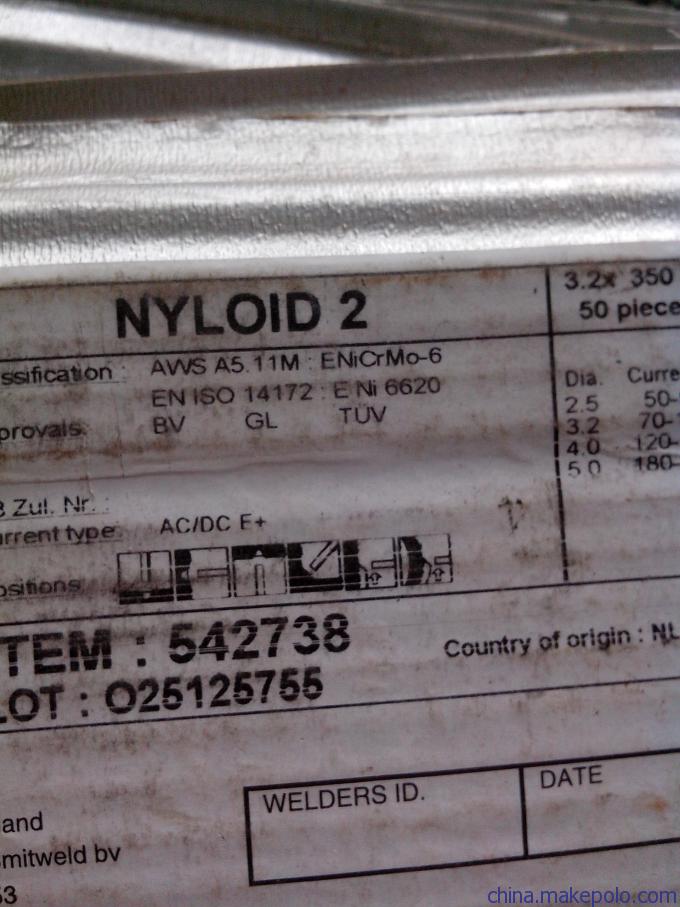 NYLOID 2
3.2x 350
50 piece
ssification : AWS A5.11M : ENiCrMo-6
EN ISO 14172 : E Ni 6620
provals: BV GL TÜV
Dia. Curre
2.5 50-
3.2 70-
4.0 120-
5.0 180-
Zul. Nr. :
urrent type: AC/DC E+
ositions
TEM : 542738
LOT : O25125755
Country of origin : NL
WELDERS ID.
DATE
and
mitweld bv
53
china.makepolo.com